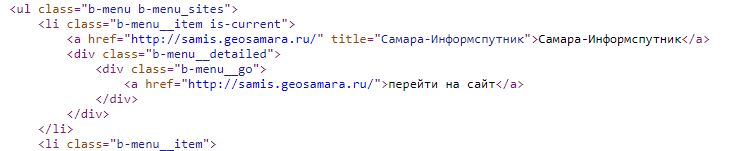 <ul class="b-menu b-menu_sites">
<li class="b-menu__item is-current">
<a href="http://samis.geosamara.ru/" title="Самара-Информспутник">Самара-Информспутник</a>
<div class="b-menu__detailed">
<div class="b-menu__go">
<a href="http://samis.geosamara.ru/">перейти на сайт</a>
</div>
</div>
</li>
<li class="b-menu__item">